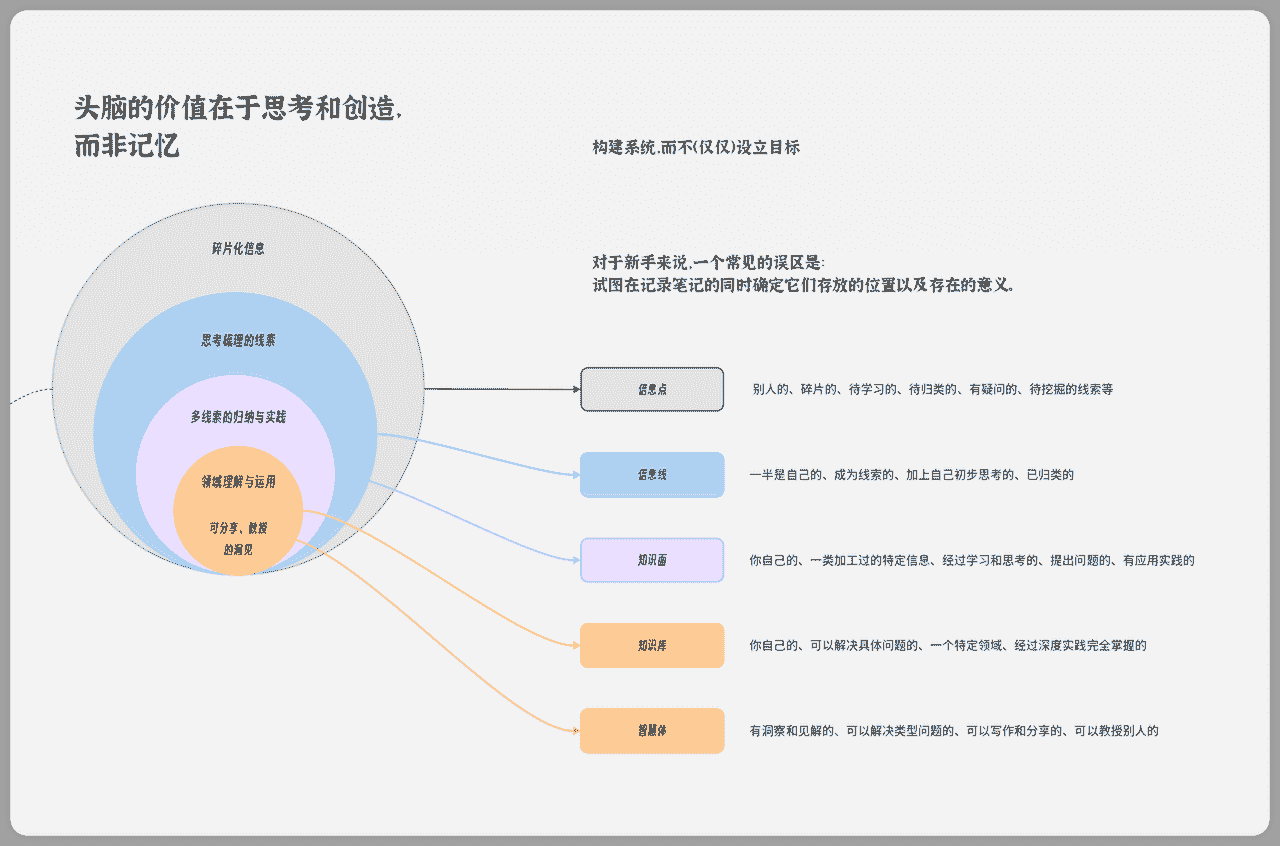 头脑的价值在于思考和创造，
而非记忆
构建系统，而不(仅仅)设立目标
对于新手来说，一个常见的误区是：
试图在记录笔记的同时确定它们存放的位置以及存在的意义。
碎片化信息
思考梳理的线索
多线索的归纳与实践
领域理解与运用
可分享、教授
的洞见
信息点
别人的、碎片的、待学习的、待归类的、有疑问的、待挖掘的线索等
信息线
一半是自己的、成为线索的、加上自己初步思考的、已归类的
知识面
你自己的、一类加工过的特定信息、经过学习和思考的、提出问题的、有应用实践的
知识库
你自己的、可以解决具体问题的、一个特定领域、经过深度实践完全掌握的
智慧体
有洞察和见解的、可以解决类型问题的、可以写作和分享的、可以教授别人的